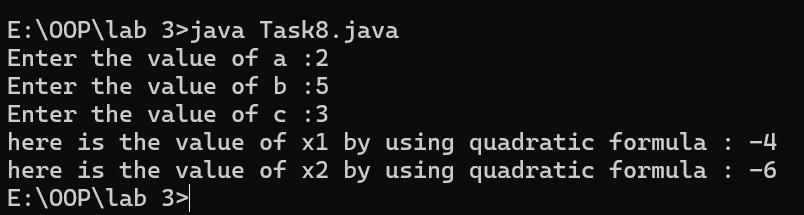 E:\OOP\lab 3>java Task8.java
Enter the value of a :2
Enter the value of b :5
Enter the value of c :3
here is the value of x1 by using quadratic formula : -4
here is the value of x2 by using quadratic formula : -6
E:\OOP\lab 3>